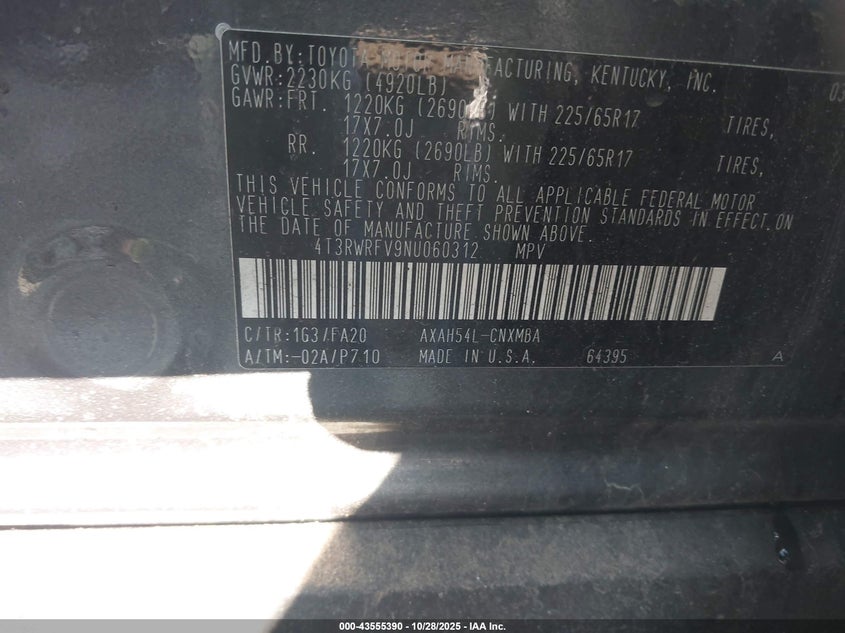 MFD. BY: TOYOTA MOTOR MANUFACTURING, KENTUCKY, INC.
GVWR: 2230KG (4920LB) 03
GAWR: FRT. 1220KG (2690LB) WITH 225/65R17 TIRES,
17X7.0J RIMS.
RR. 1220KG (2690LB) WITH 225/65R17 TIRES,
17X7.0J RIMS.
THIS VEHICLE CONFORMS TO ALL APPLICABLE FEDERAL MOTOR
VEHICLE SAFETY AND THEFT PREVENTION STANDARDS IN EFFECT ON
THE DATE OF MANUFACTURE SHOWN ABOVE.
4T3RWRFV9NU060312 MPV
C/TR: 1G3/FA20 AXAH54L-CNXMBA
A/TM: -02A/P710 MADE IN U.S.A. 64395 A
000-43555390 | 10/28/2025 - IAA Inc.